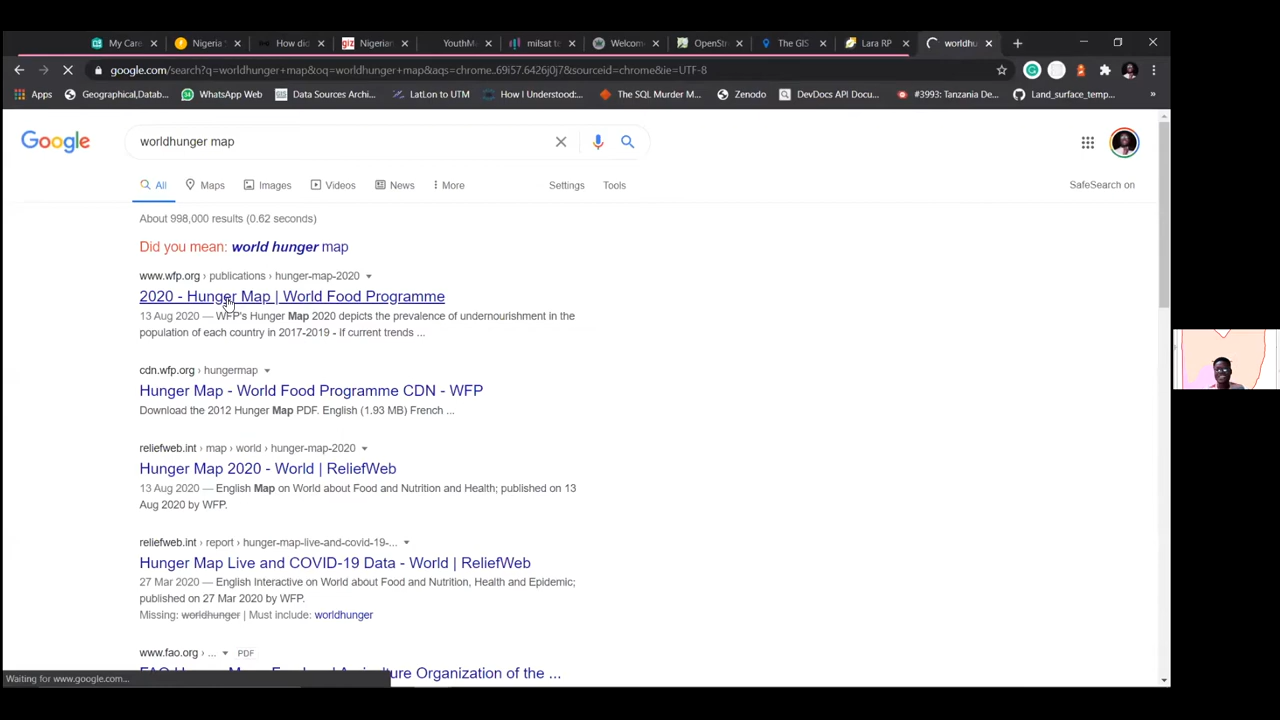 My Care
Nigeria
How did
giz Nigerian
YouthM
milsat te
Welcom
OpenStr
The GIS
Lara RP
worldhu
google.com/search?q=worldhunger+map&oq=worldhunger+map&aqs=chrome..69i57.6426j0j7&sourceid=chrome&ie=UTF-8
Apps
Geographical,Datab...
WhatsApp Web
Data Sources Archi...
LatLon to UTM
How I Understood:...
The SQL Murder M...
Zenodo
DevDocs API Docu...
#3993: Tanzania De...
Land_surface_temp...
»
Google
worldhunger map
All
Maps
Images
Videos
News
More
Settings
Tools
SafeSearch on
About 998,000 results (0.62 seconds)
Did you mean: world hunger map
www.wfp.org › publications › hunger-map-2020
2020 - Hunger Map | World Food Programme
13 Aug 2020 — WFP's Hunger Map 2020 depicts the prevalence of undernourishment in the
population of each country in 2017-2019 - if current trends ...
cdn.wfp.org › hungermap
Hunger Map - World Food Programme CDN - WFP
Download the 2012 Hunger Map PDF. English (1.93 MB) French ...
reliefweb.int › map › world › hunger-map-2020
Hunger Map 2020 - World | ReliefWeb
13 Aug 2020 — English Map on World about Food and Nutrition and Health; published on 13
Aug 2020 by WFP.
reliefweb.int › report › hunger-map-live-and-covid-19-...
Hunger Map Live and COVID-19 Data - World | ReliefWeb
27 Mar 2020 — English Interactive on World about Food and Nutrition, Health and Epidemic;
published on 27 Mar 2020 by WFP.
Missing: worldhunger | Must include: worldhunger
www.fao.org › ... PDF
Organization of the ...
Waiting for www.google.com...